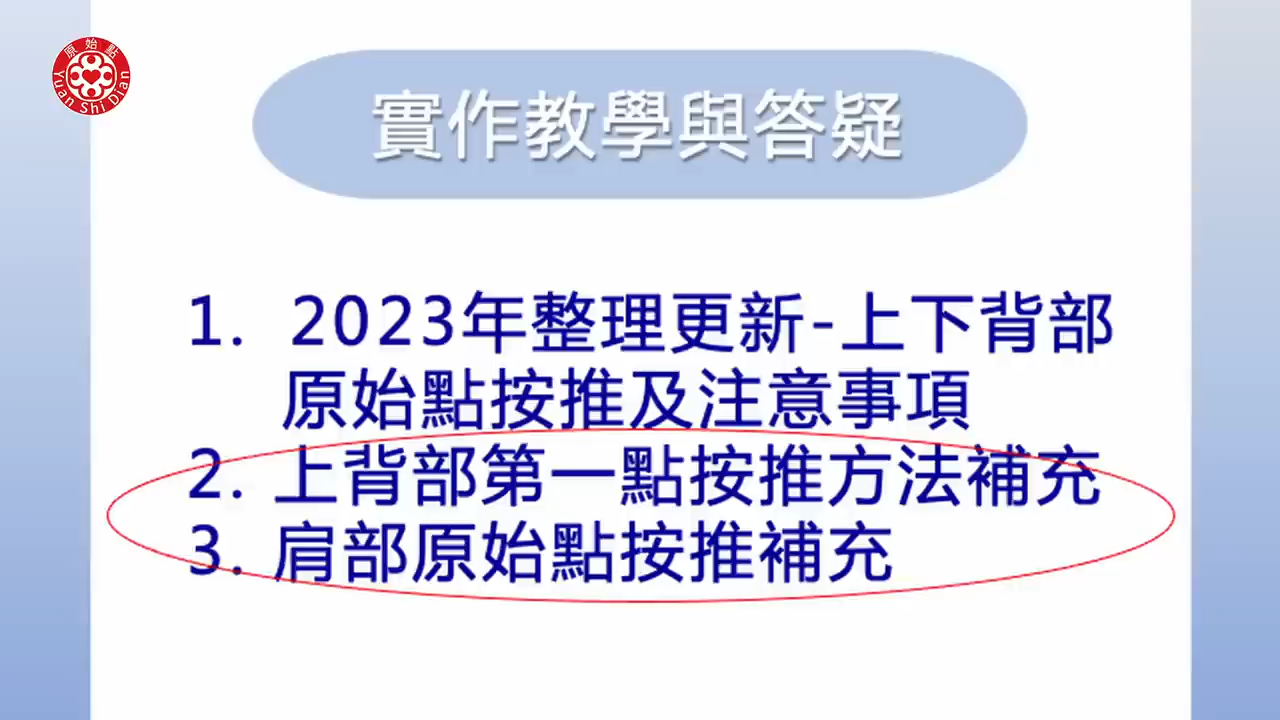 原始點
Yuan Shi Dian
實作教學與答疑
1. 2023年整理更新-上下背部
原始點按推及注意事項
2. 上背部第一點按推方法補充
3. 肩部原始點按推補充